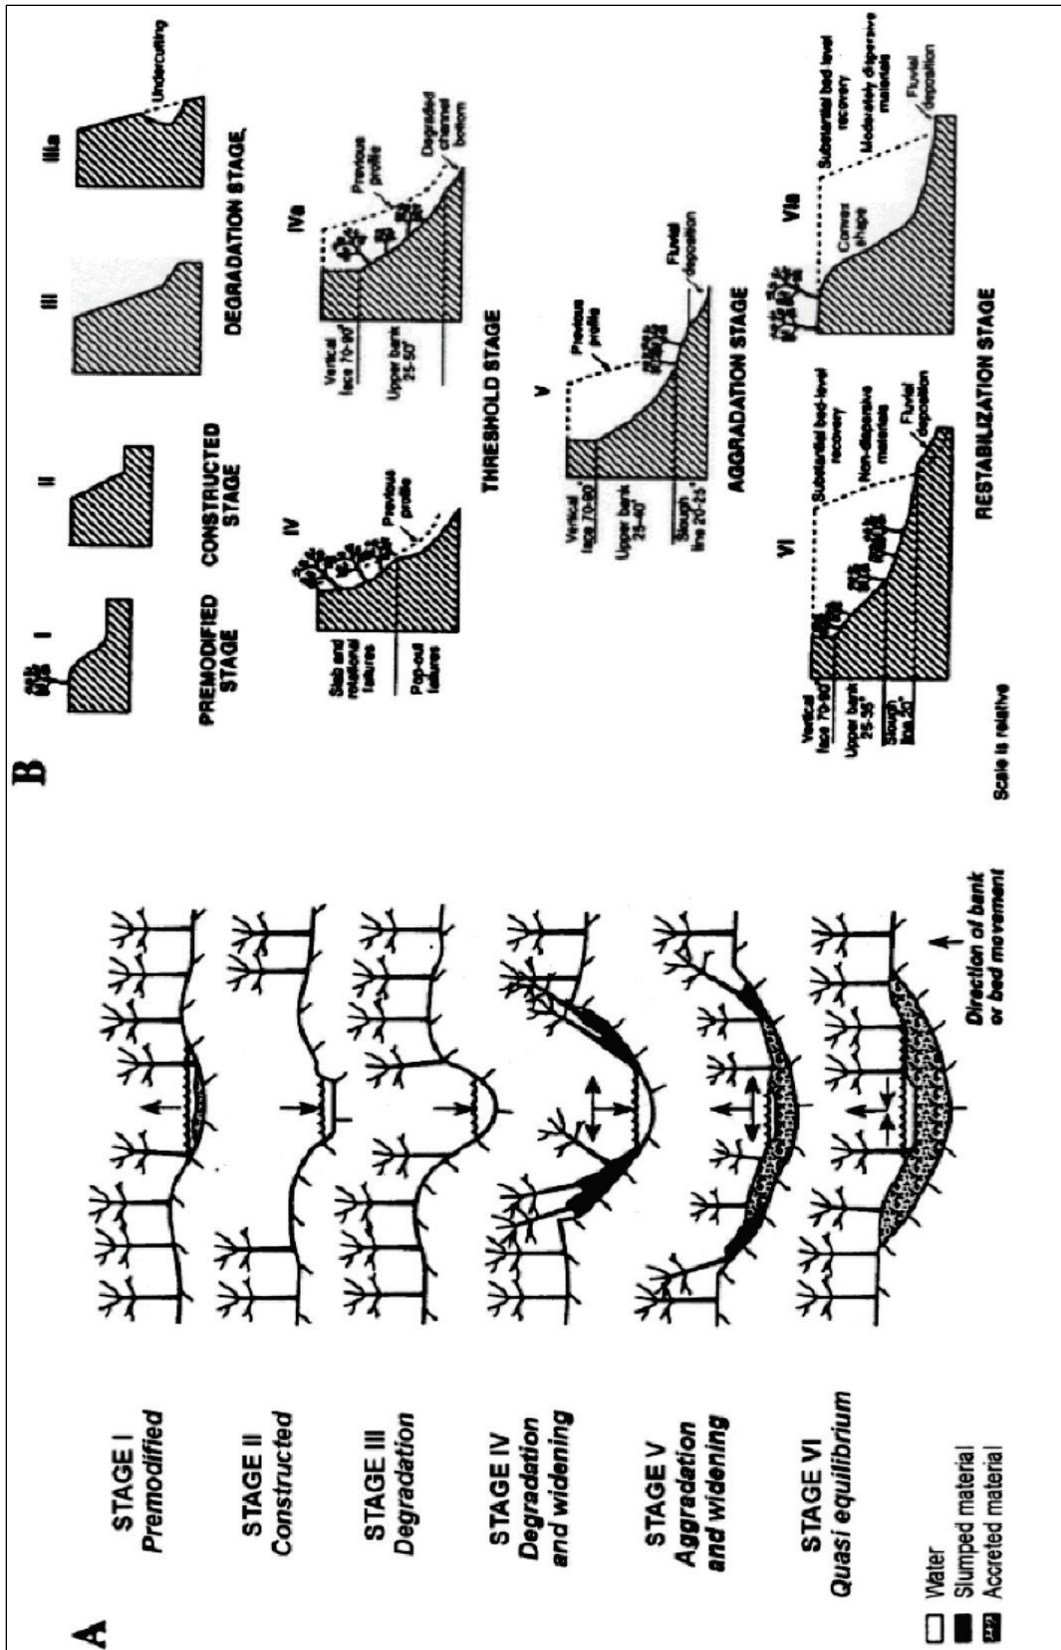 A
STAGE I
Premodified
STAGE II
Constructed
STAGE III
Degradation
STAGE IV
Degradation
and widening
STAGE V
Aggradation
and widening
STAGE VI
Quasi equilibrium
Water
Slumped material
Accreted material
Direction of bank
or bed movement
B
I
PREMODIFIED
STAGE
II
CONSTRUCTED
STAGE
III
IIIa
Undercutting
DEGRADATION STAGE
IV
Slab and
rotational
failures
Pop-out
failures
Previous
profile
IVa
Vertical
face 70-90°
Upper bank
25-50°
Previous
profile
Degraded
channel
bottom
THRESHOLD STAGE
V
Vertical
face 70-90°
Upper bank
25-40°
Slough
line 20-25°
Previous
profile
Fluvial
deposition
AGGRADATION STAGE
VI
Vertical
face 70-90°
Upper bank
25-35°
Slough
line 20°
Substantial bed-level
recovery
Non-dispersive
materials
Fluvial
deposition
VIa
Convex
shape
Substantial bed-level
recovery
Moderately dispersive
materials
Fluvial
deposition
RESTABILIZATION STAGE
Scale is relative